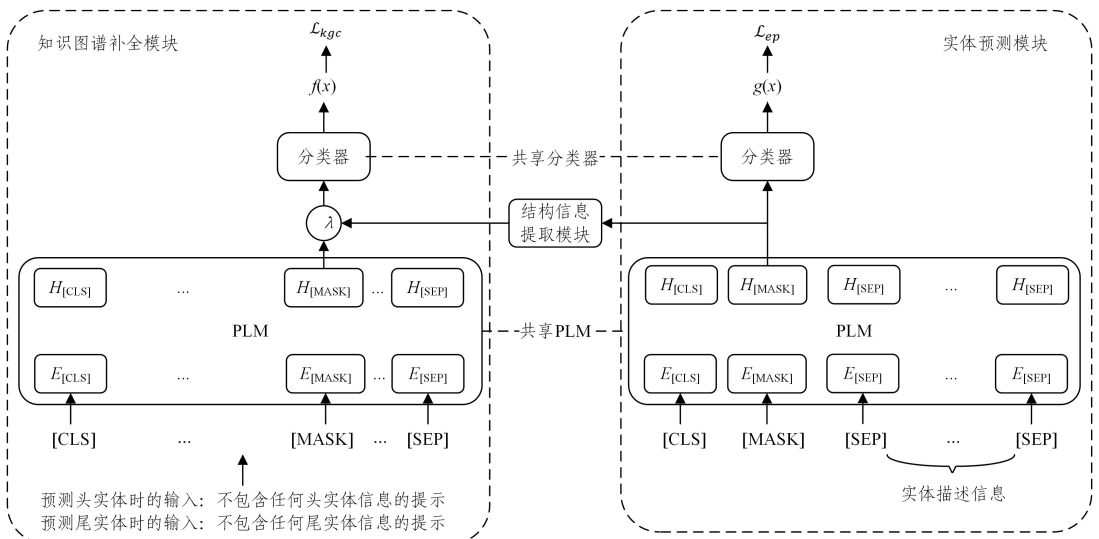 知识图谱补全模块
ℒkgc
f(x)
分类器
λ
H[CLS] ... H[MASK] ... H[SEP]
PLM
E[CLS] ... E[MASK] ... E[SEP]
[CLS] ... [MASK] ... [SEP]
预测头实体时的输入：不包含任何头实体信息的提示
预测尾实体时的输入：不包含任何尾实体信息的提示
共享分类器
结构信息
提取模块
共享PLM
实体预测模块
ℒep
g(x)
分类器
H[CLS] H[MASK] H[SEP] ... H[SEP]
PLM
E[CLS] E[MASK] E[SEP] ... E[SEP]
[CLS] [MASK] [SEP] ... [SEP]
实体描述信息